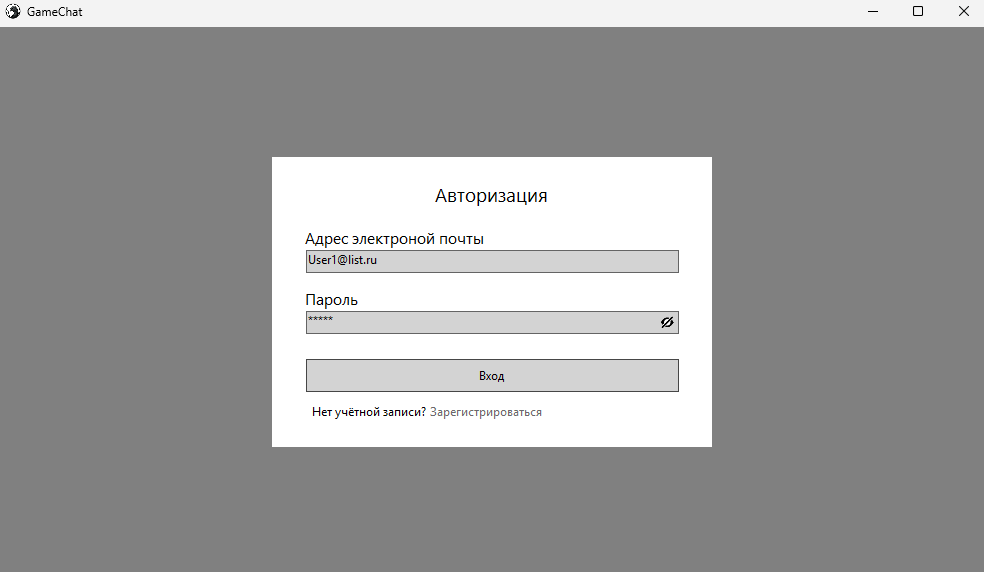 GameChat
Авторизация
Адрес электроной почты
User1@list.ru
Пароль
*****
Вход
Нет учётной записи? Зарегистрироваться